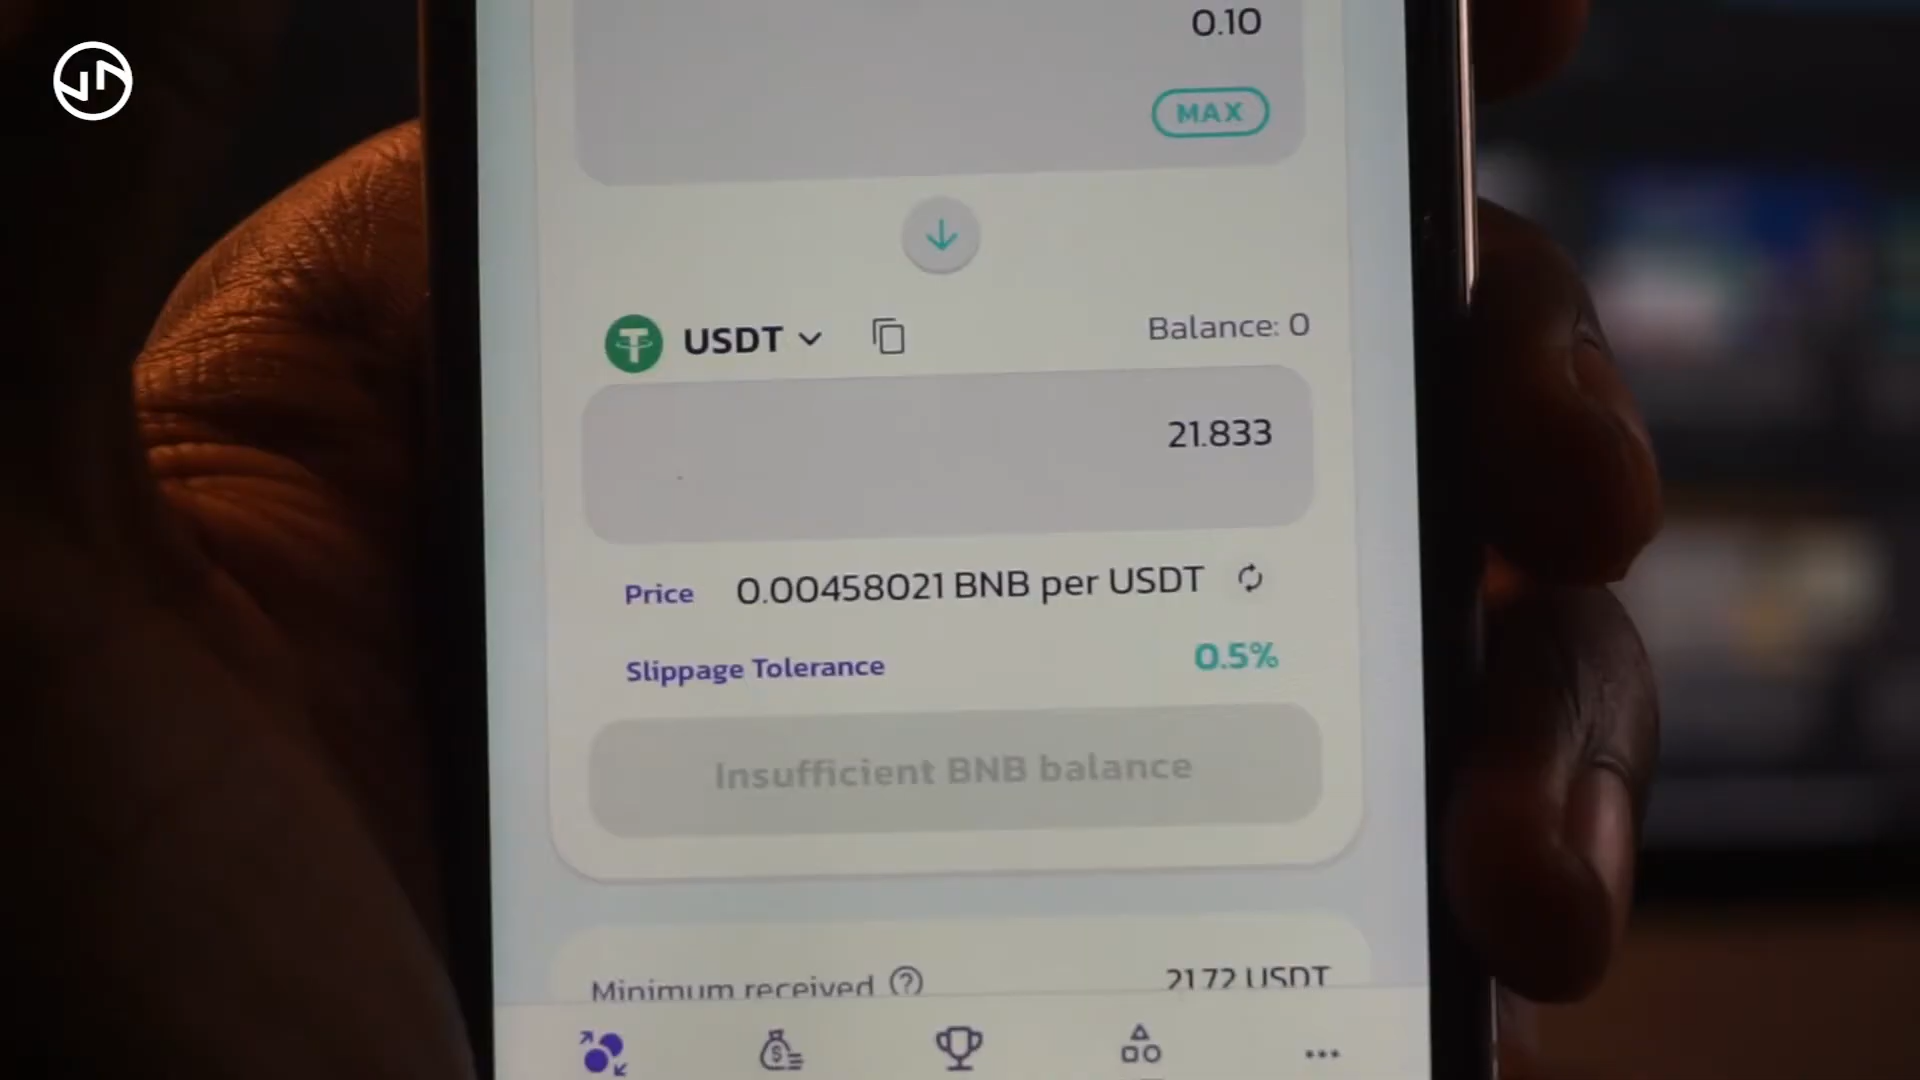 0.10
MAX
USDT
Balance: 0
21.833
Price 0.00458021 BNB per USDT
Slippage Tolerance 0.5%
Insufficient BNB balance
Minimum received 21.72 USDT